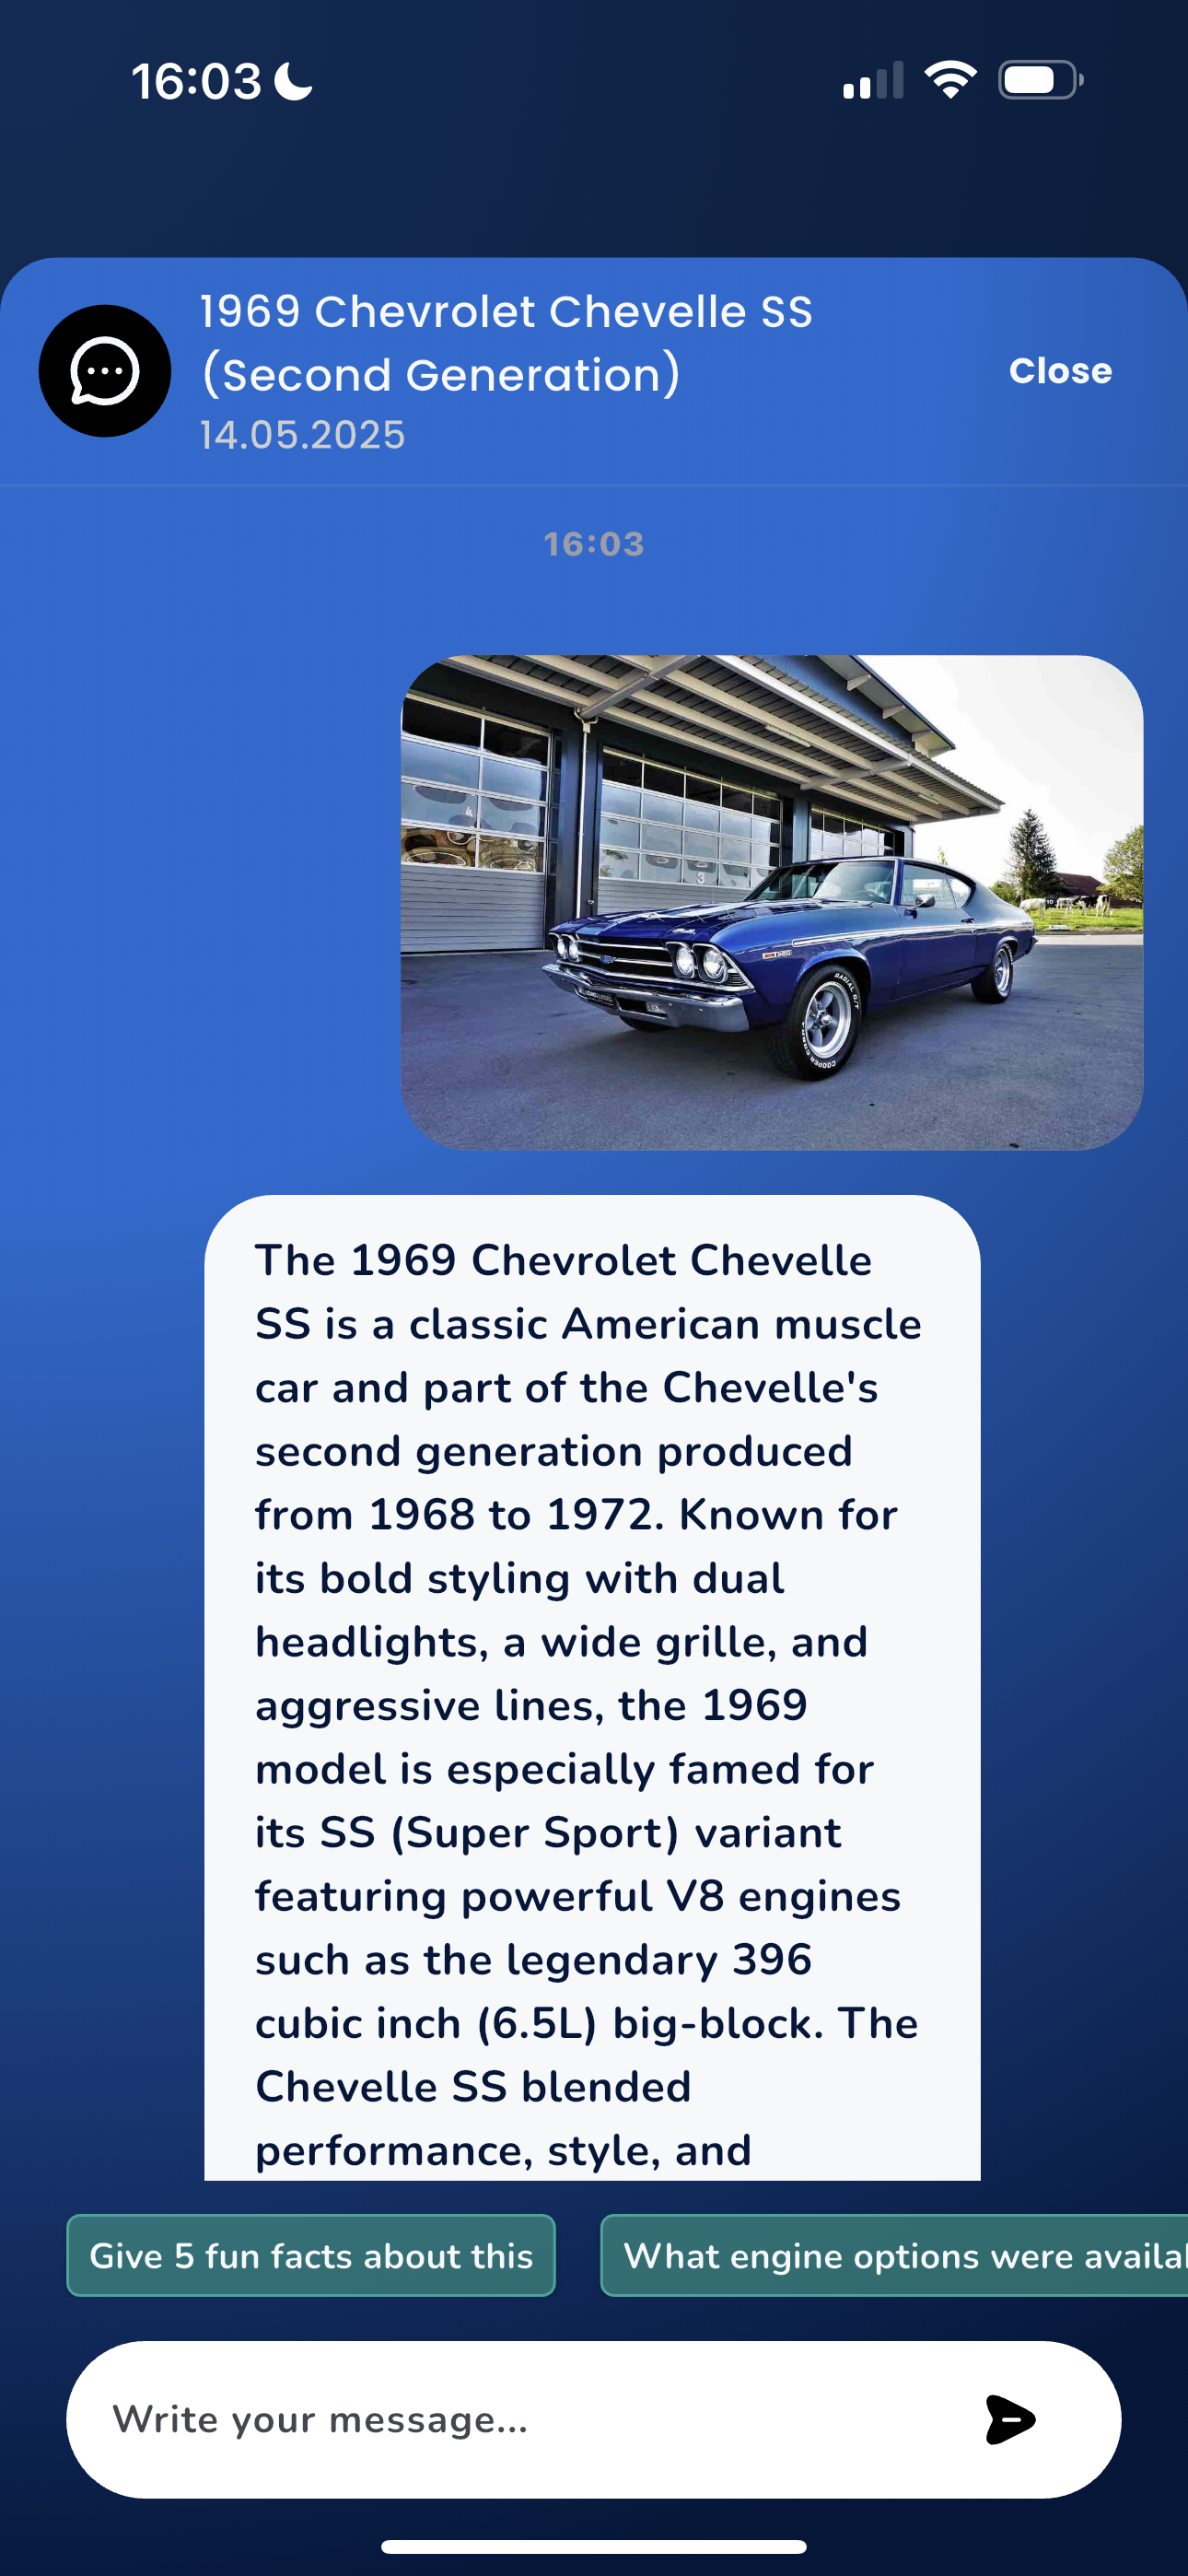 16:03
1969 Chevrolet Chevelle SS
(Second Generation)
14.05.2025
Close
16:03
3
RADIAL G/T
COOPER COBRA
The 1969 Chevrolet Chevelle
SS is a classic American muscle
car and part of the Chevelle's
second generation produced
from 1968 to 1972. Known for
its bold styling with dual
headlights, a wide grille, and
aggressive lines, the 1969
model is especially famed for
its SS (Super Sport) variant
featuring powerful V8 engines
such as the legendary 396
cubic inch (6.5L) big-block. The
Chevelle SS blended
performance, style, and
Give 5 fun facts about this
What engine options were availa
Write your message...